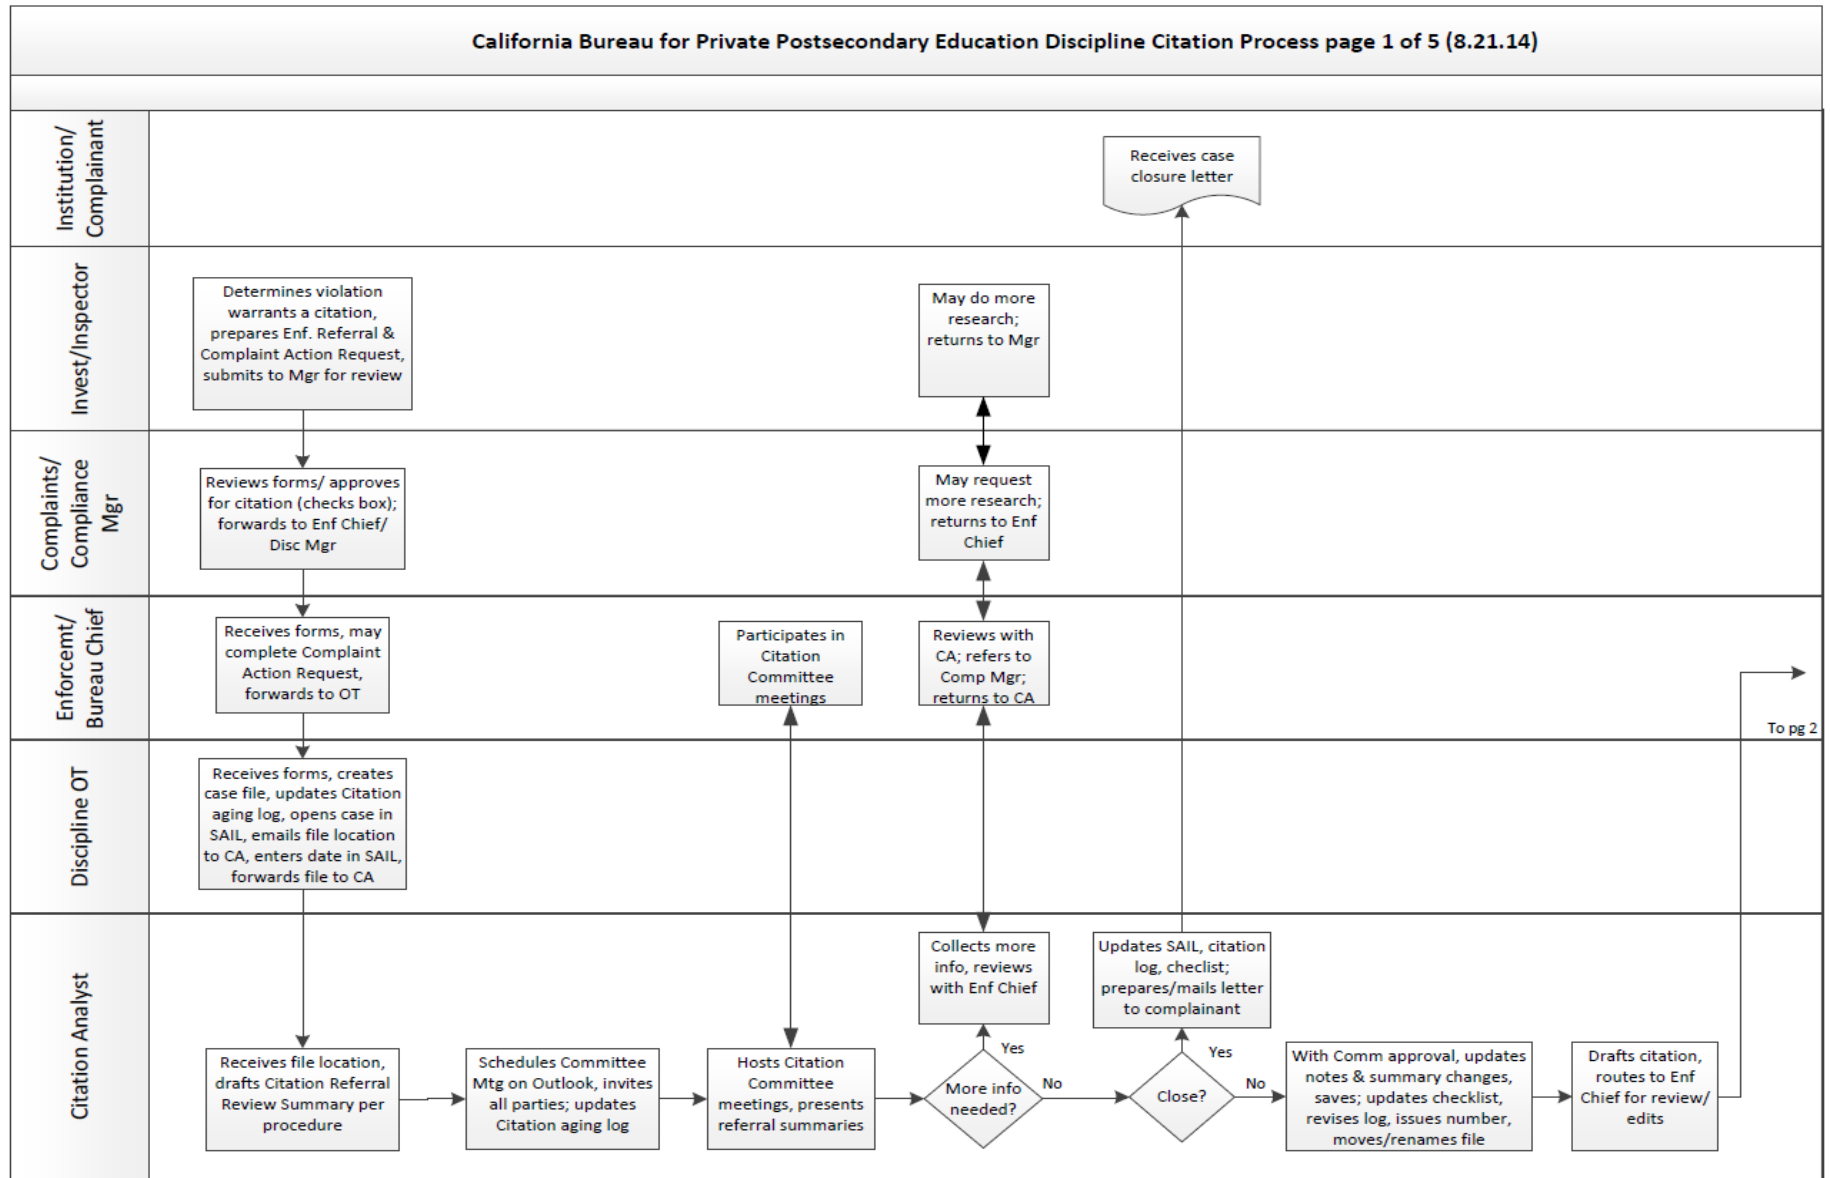 California Bureau for Private Postsecondary Education Discipline Citation Process page 1 of 5 (8.21.14)
Institution/
Complainant
Receives case
closure letter
Invest/Inspector
Determines violation
warrants a citation,
prepares Enf. Referral &
Complaint Action Request,
submits to Mgr for review
May do more
research;
returns to Mgr
Complaints/
Compliance
Mgr
Reviews forms/ approves
for citation (checks box);
forwards to Enf Chief/
Disc Mgr
May request
more research;
returns to Enf
Chief
Enforcemt/
Bureau Chief
Receives forms, may
complete Complaint
Action Request,
forwards to OT
Participates in
Citation
Committee
meetings
Reviews with
CA; refers to
Comp Mgr;
returns to CA
To pg 2
Discipline OT
Receives forms, creates
case file, updates Citation
aging log, opens case in
SAIL, emails file location
to CA, enters date in SAIL,
forwards file to CA
Citation Analyst
Receives file location,
drafts Citation Referral
Review Summary per
procedure
Schedules Committee
Mtg on Outlook, invites
all parties; updates
Citation aging log
Hosts Citation
Committee
meetings, presents
referral summaries
Collects more
info, reviews
with Enf Chief
Yes
More info
needed?
No
Updates SAIL, citation
log, checlist;
prepares/mails letter
to complainant
Yes
Close?
No
With Comm approval, updates
notes & summary changes,
saves; updates checklist,
revises log, issues number,
moves/renames file
Drafts citation,
routes to Enf
Chief for review/
edits